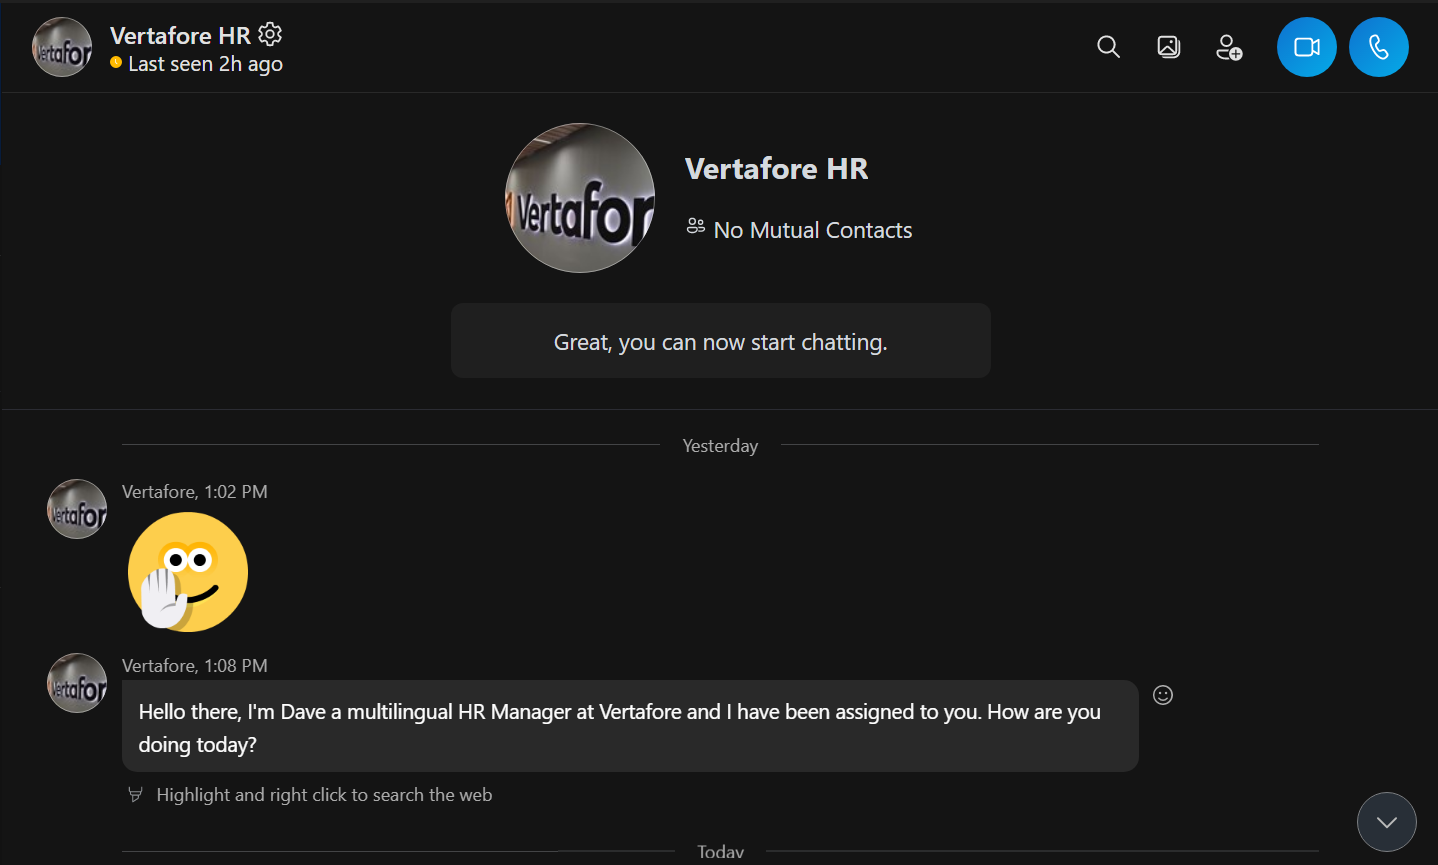 Vertafore HR
Last seen 2h ago
Vertafor
Vertafore HR
No Mutual Contacts
Great, you can now start chatting.
Yesterday
Vertafore, 1:02 PM
Vertafore, 1:08 PM
Hello there, I'm Dave a multilingual HR Manager at Vertafore and I have been assigned to you. How are you
doing today?
Highlight and right click to search the web
Today